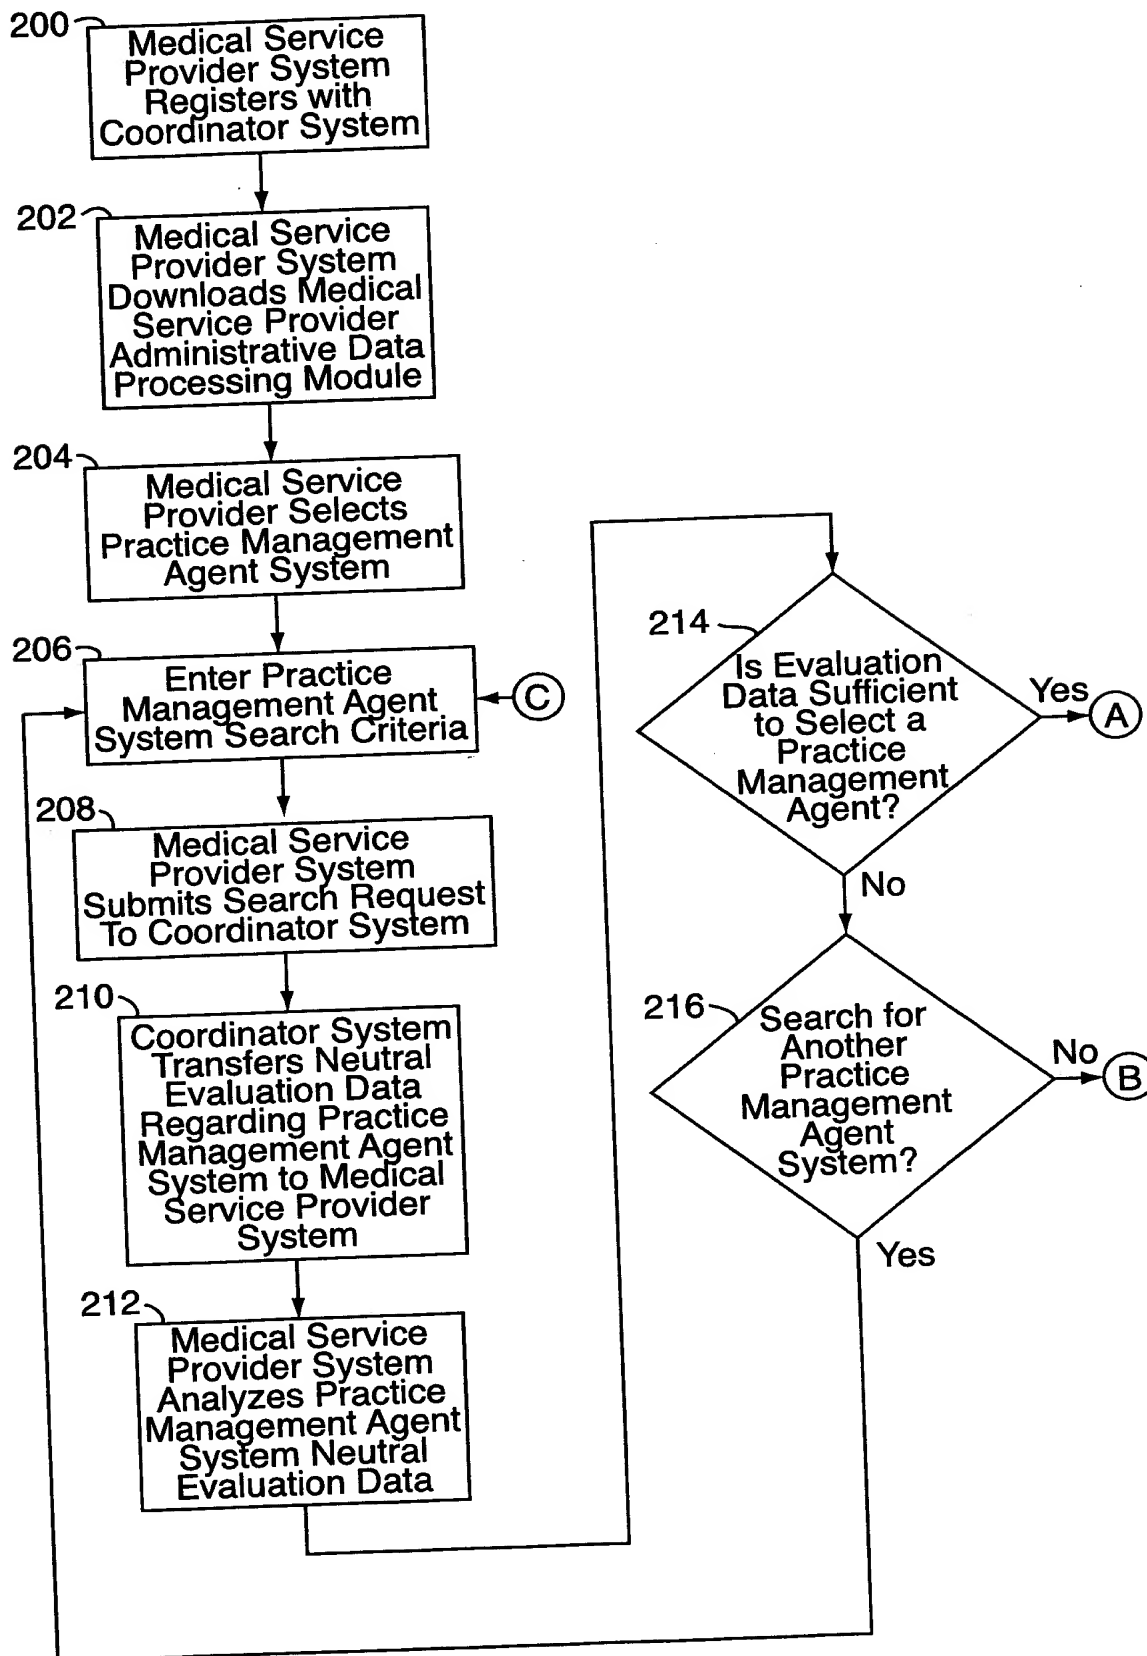 200
Medical Service
Provider System
Registers with
Coordinator System
202
Medical Service
Provider System
Downloads Medical
Service Provider
Administrative Data
Processing Module
204
Medical Service
Provider Selects
Practice Management
Agent System
206
Enter Practice
Management Agent
System Search Criteria
C
208
Medical Service
Provider System
Submits Search Request
To Coordinator System
210
Coordinator System
Transfers Neutral
Evaluation Data
Regarding Practice
Management Agent
System to Medical
Service Provider
System
212
Medical Service
Provider System
Analyzes Practice
Management Agent
System Neutral
Evaluation Data
214
Is Evaluation
Data Sufficient
to Select a
Practice
Management
Agent?
Yes
A
No
216
Search for
Another
Practice
Management
Agent
System?
No
B
Yes